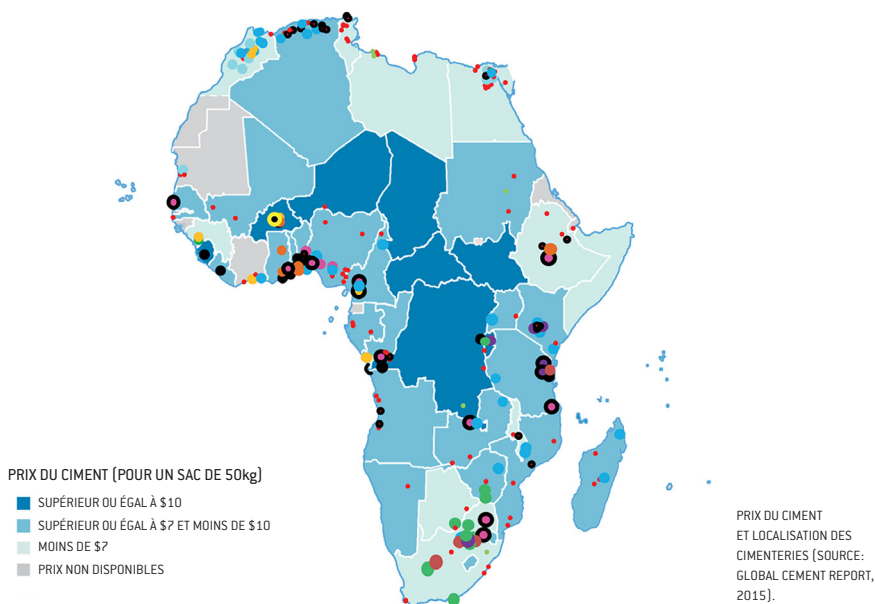 PRIX DU CIMENT (POUR UN SAC DE 50kg)
SUPÉRIEUR OU ÉGAL À $10
SUPÉRIEUR OU ÉGAL À $7 ET MOINS DE $10
MOINS DE $7
PRIX NON DISPONIBLES
PRIX DU CIMENT
ET LOCALISATION DES
CIMENTERIES (SOURCE:
GLOBAL CEMENT REPORT,
2015).